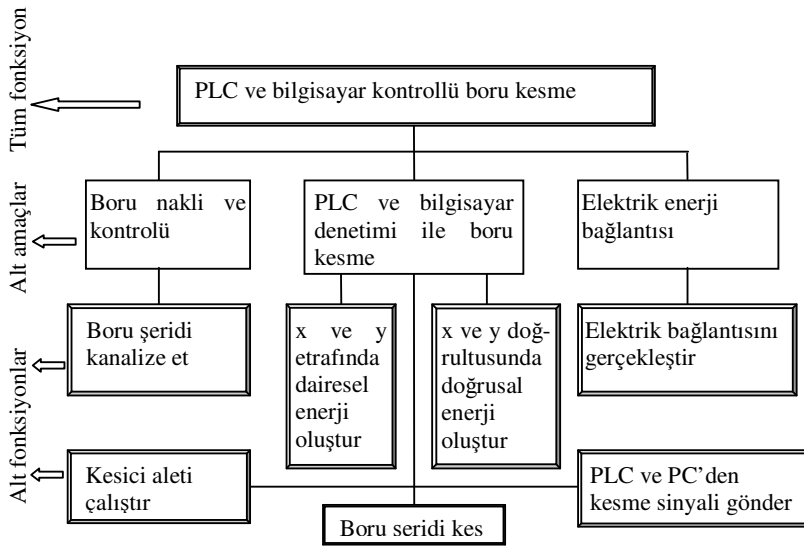 Tüm fonksiyon
PLC ve bilgisayar kontrollü boru kesme
Alt amaçlar
Boru nakli ve
kontrolü
PLC ve bilgisayar
denetimi ile boru
kesme
Elektrik enerji
bağlantısı
Alt fonksiyonlar
Boru şeridi
kanalize et
x ve y
etrafında
dairesel
enerji
oluştur
x ve y doğ-
rultusunda
doğrusal
enerji
oluştur
Elektrik bağlantısını
gerçekleştir
Kesici aleti
çalıştır
PLC ve PC’den
kesme sinyali gönder
Boru seridi kes